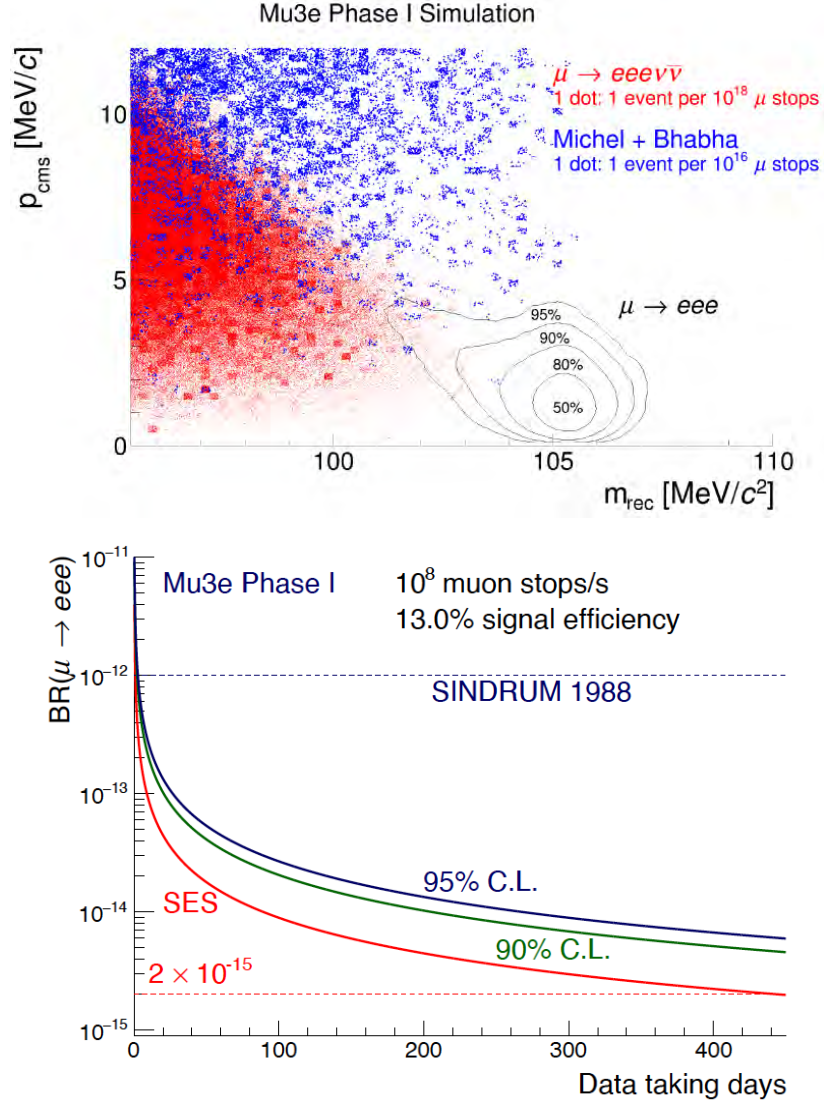 Mu3e Phase I Simulation
p_cms [MeV/c]
10
5
0
μ → eeeνν̅
1 dot: 1 event per 10^18 μ stops
Michel + Bhabha
1 dot: 1 event per 10^16 μ stops
μ → eee
95%
90%
80%
50%
100
105
110
m_rec [MeV/c^2]
BR(μ → eee)
10^−11
10^−12
10^−13
10^−14
10^−15
Mu3e Phase I
10^8 muon stops/s
13.0% signal efficiency
SINDRUM 1988
95% C.L.
90% C.L.
SES
2 × 10^-15
0
100
200
300
400
Data taking days